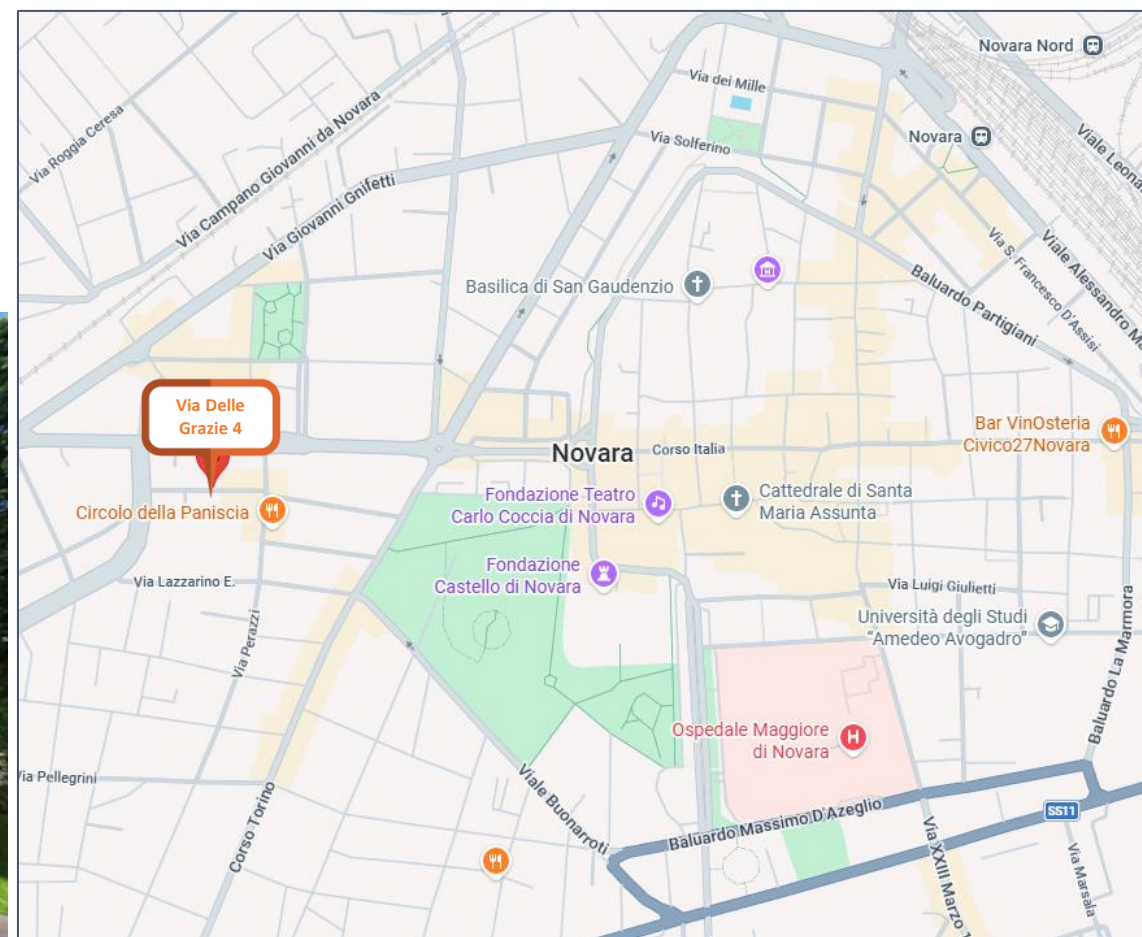 Novara Nord
Via dei Mille
Via Roggia Ceresa
Via Campano Giovanni da Novara
Via Solferino
Novara
Via Giovanni Gnifetti
Basilica di San Gaudenzio
Via S. Francesco D'Assisi
Baluardo Partigiani
Via Delle
Grazie 4
Novara
Corso Italia
Bar VinOsteria
Civico27Novara
Circolo della Paniscia
Fondazione Teatro
Carlo Coccia di Novara
Cattedrale di Santa
Maria Assunta
Fondazione
Castello di Novara
Via Lazzarino E.
Via Luigi Giulietti
Via Perazzi
Università degli Studi
"Amedeo Avogadro"
Baluardo La Marmora
Ospedale Maggiore
di Novara
H
Via Pellegrini
Corso Torino
Viale Buonarroti
Baluardo Massimo D'Azeglio
SS11
Via XXIII Marzo 1
Via Marsala